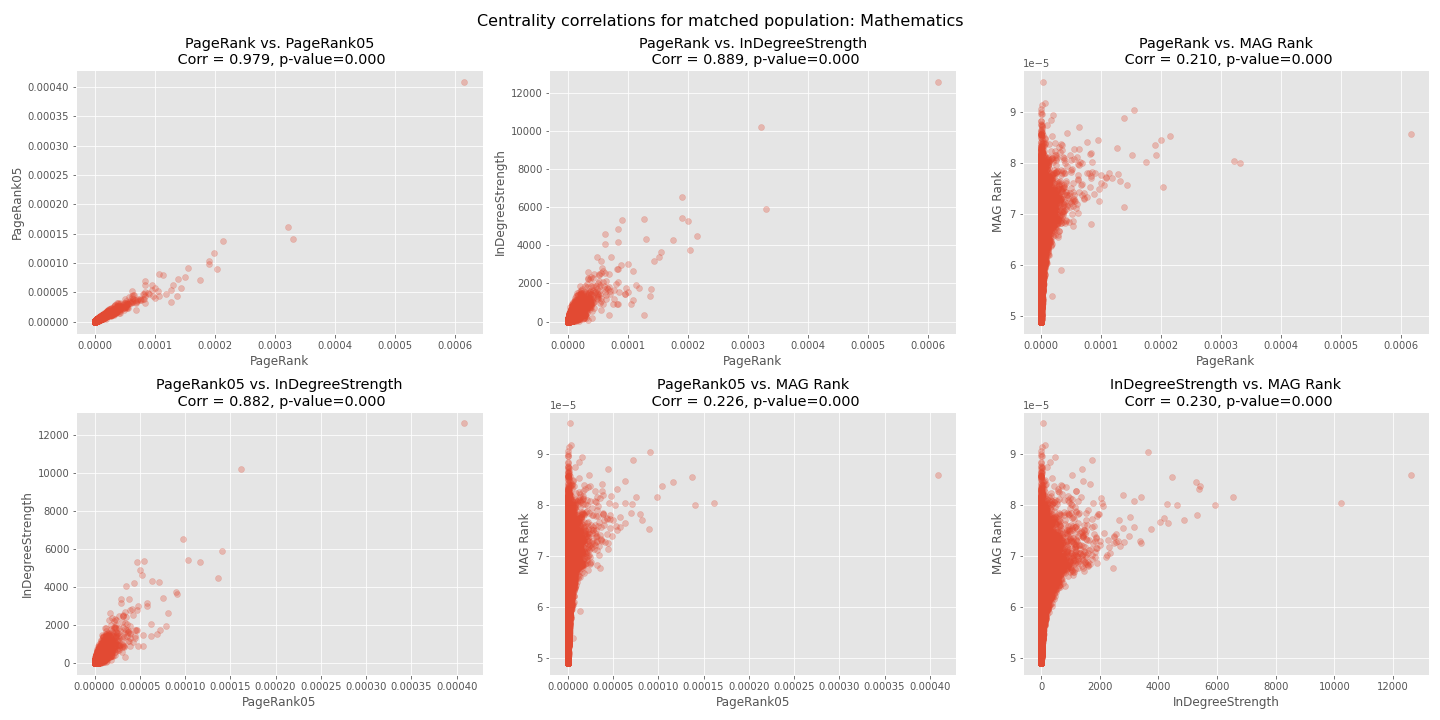 Centrality correlations for matched population: Mathematics
PageRank vs. PageRank05
Corr = 0.979, p-value=0.000
PageRank05
0.00040
0.00035
0.00030
0.00025
0.00020
0.00015
0.00010
0.00005
0.00000
0.0000 0.0001 0.0002 0.0003 0.0004 0.0005 0.0006
PageRank
PageRank vs. InDegreeStrength
Corr = 0.889, p-value=0.000
InDegreeStrength
12000
10000
8000
6000
4000
2000
0
0.0000 0.0001 0.0002 0.0003 0.0004 0.0005 0.0006
PageRank
PageRank vs. MAG Rank
Corr = 0.210, p-value=0.000
1e−5
MAG Rank
9
8
7
6
5
0.0000 0.0001 0.0002 0.0003 0.0004 0.0005 0.0006
PageRank
PageRank05 vs. InDegreeStrength
Corr = 0.882, p-value=0.000
InDegreeStrength
12000
10000
8000
6000
4000
2000
0
0.00000 0.00005 0.00010 0.00015 0.00020 0.00025 0.00030 0.00035 0.00040
PageRank05
PageRank05 vs. MAG Rank
Corr = 0.226, p-value=0.000
1e−5
MAG Rank
9
8
7
6
5
0.00000 0.00005 0.00010 0.00015 0.00020 0.00025 0.00030 0.00035 0.00040
PageRank05
InDegreeStrength vs. MAG Rank
Corr = 0.230, p-value=0.000
1e−5
MAG Rank
9
8
7
6
5
0 2000 4000 6000 8000 10000 12000
InDegreeStrength